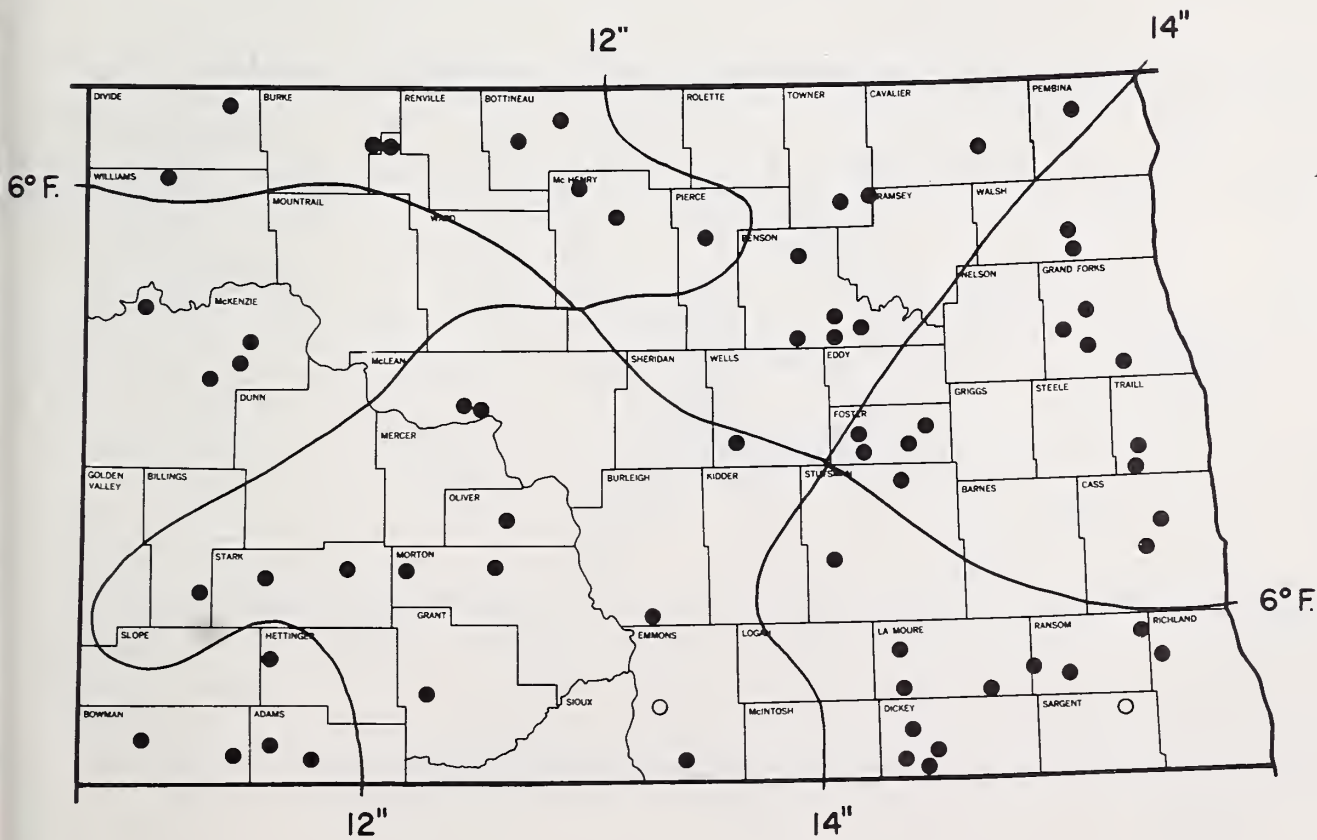 12"
14"
DIVIDE
BURKE
RENVILLE
BOTTINEAU
ROLETTE
TOWNER
CAVALIER
PEMBINA
6° F.
WILLIAMS
MOUNTRAIL
WARD
Mc HENRY
PIERCE
BENSON
RAMSEY
WALSH
McKENZIE
NELSON
GRAND FORKS
DUNN
McLEAN
SHERIDAN
WELLS
EDDY
FOSTER
GRIGGS
STEELE
TRAILL
MERCER
GOLDEN
VALLEY
BILLINGS
OLIVER
BURLEIGH
KIDDER
STUTSMAN
BARNES
CASS
STARK
MORTON
GRANT
6° F.
SLOPE
HETTINGER
EMMONS
LOGAN
LA MOURE
RANSOM
RICHLAND
BOWMAN
ADAMS
SIOUX
McINTOSH
DICKEY
SARGENT
12"
14"